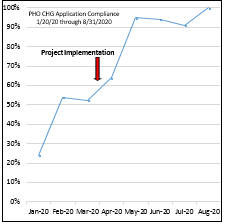 PHO CHG Application Compliance
1/20/20 through 8/31/2020
Project Implementation
100%
90%
80%
70%
60%
50%
40%
30%
20%
10%
0%
Jan-20 Feb-20 Mar-20 Apr-20 May-20 Jun-20 Jul-20 Aug-20